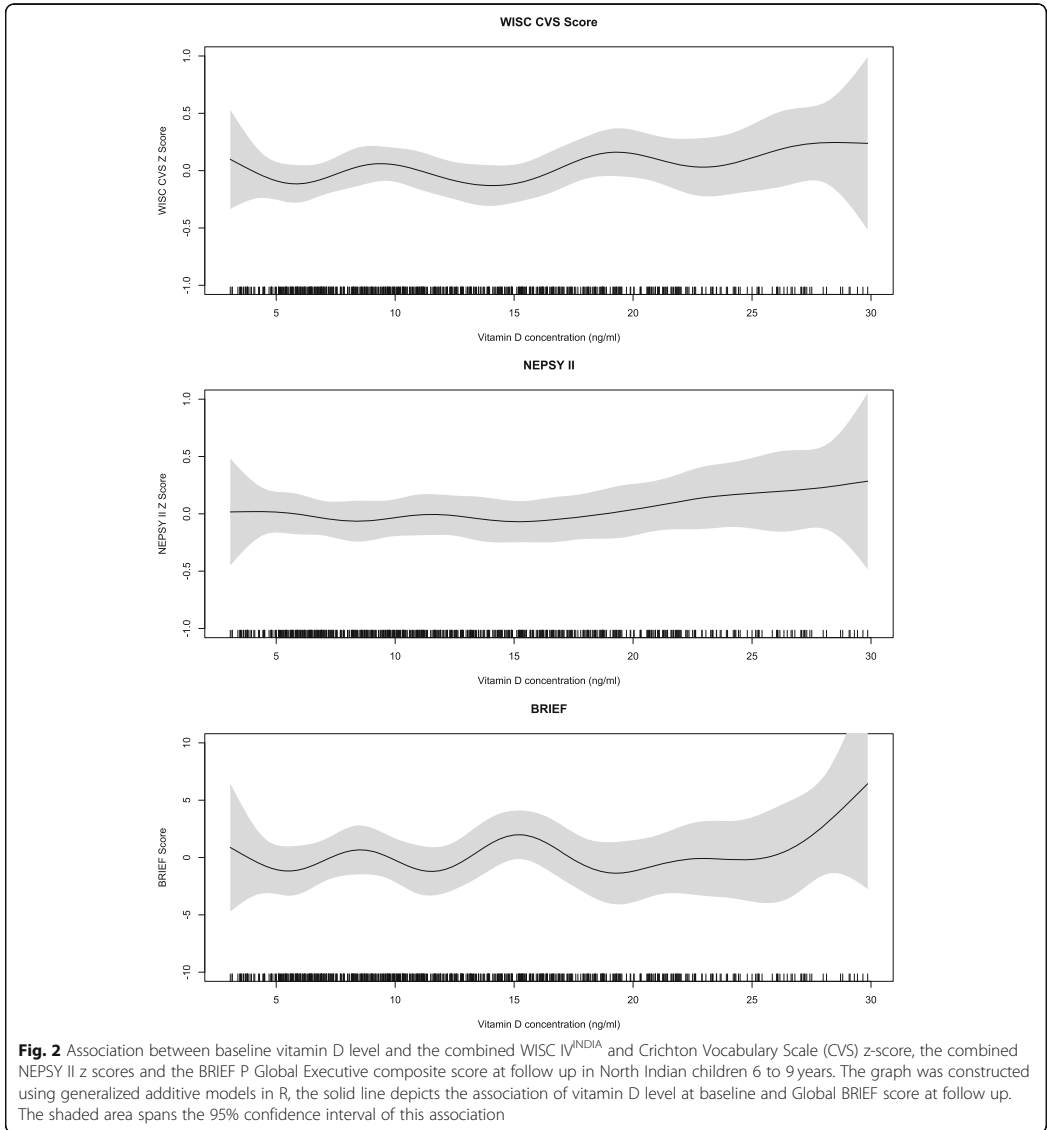 WISC CVS Score
1.0
0.5
0.0
-0.5
-1.0
WISC CVS Z Score
5 10 15 20 25 30
Vitamin D concentration (ng/ml)
NEPSY II
1.0
0.5
0.0
-0.5
-1.0
NEPSY II Z Score
5 10 15 20 25 30
Vitamin D concentration (ng/ml)
BRIEF
10
5
0
-5
-10
BRIEF Score
5 10 15 20 25 30
Vitamin D concentration (ng/ml)
Fig. 2 Association between baseline vitamin D level and the combined WISC IV^INDIA and Crichton Vocabulary Scale (CVS) z-score, the combined
NEPSY II z scores and the BRIEF P Global Executive composite score at follow up in North Indian children 6 to 9 years. The graph was constructed
using generalized additive models in R, the solid line depicts the association of vitamin D level at baseline and Global BRIEF score at follow up.
The shaded area spans the 95% confidence interval of this association